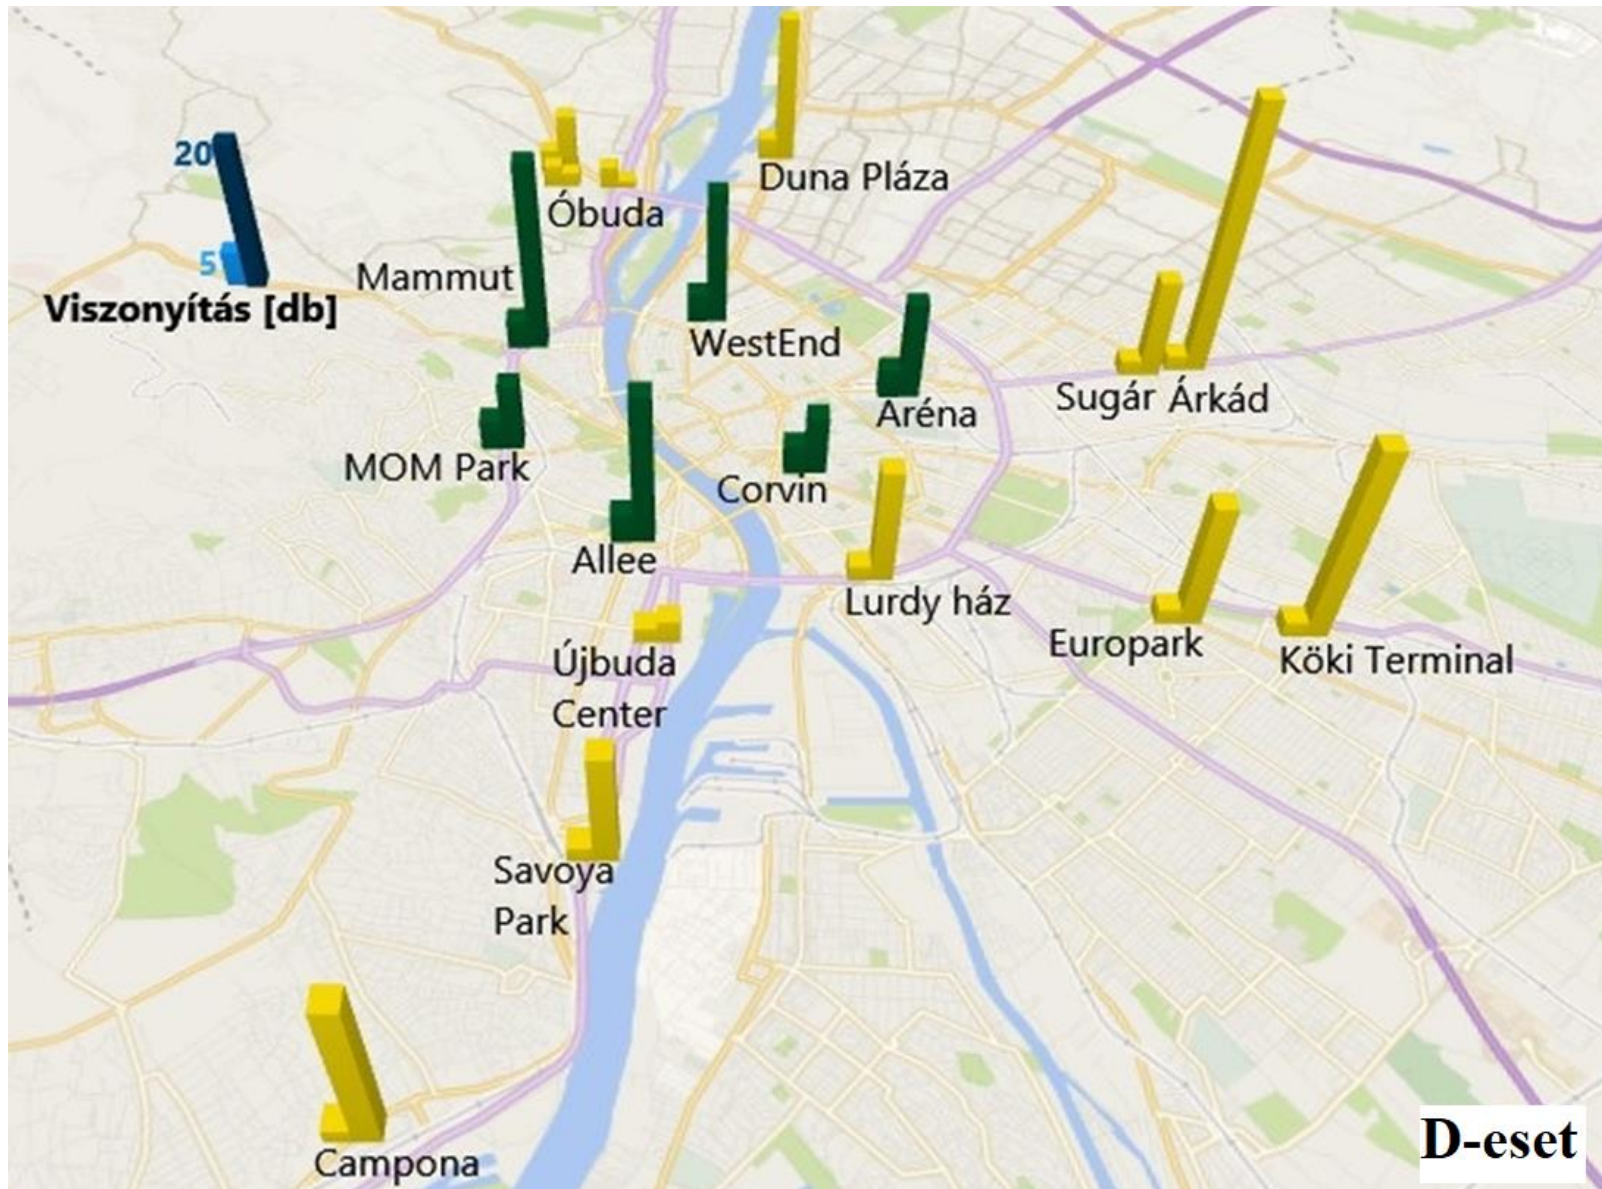 20
5
Viszonyítás [db]
Duna Pláza
Óbuda
Mammut
WestEnd
Sugár Árkád
Aréna
MOM Park
Corvin
Allee
Lurdy ház
Europark
Köki Terminal
Újbuda
Center
Savoya
Park
D-eset
Campona